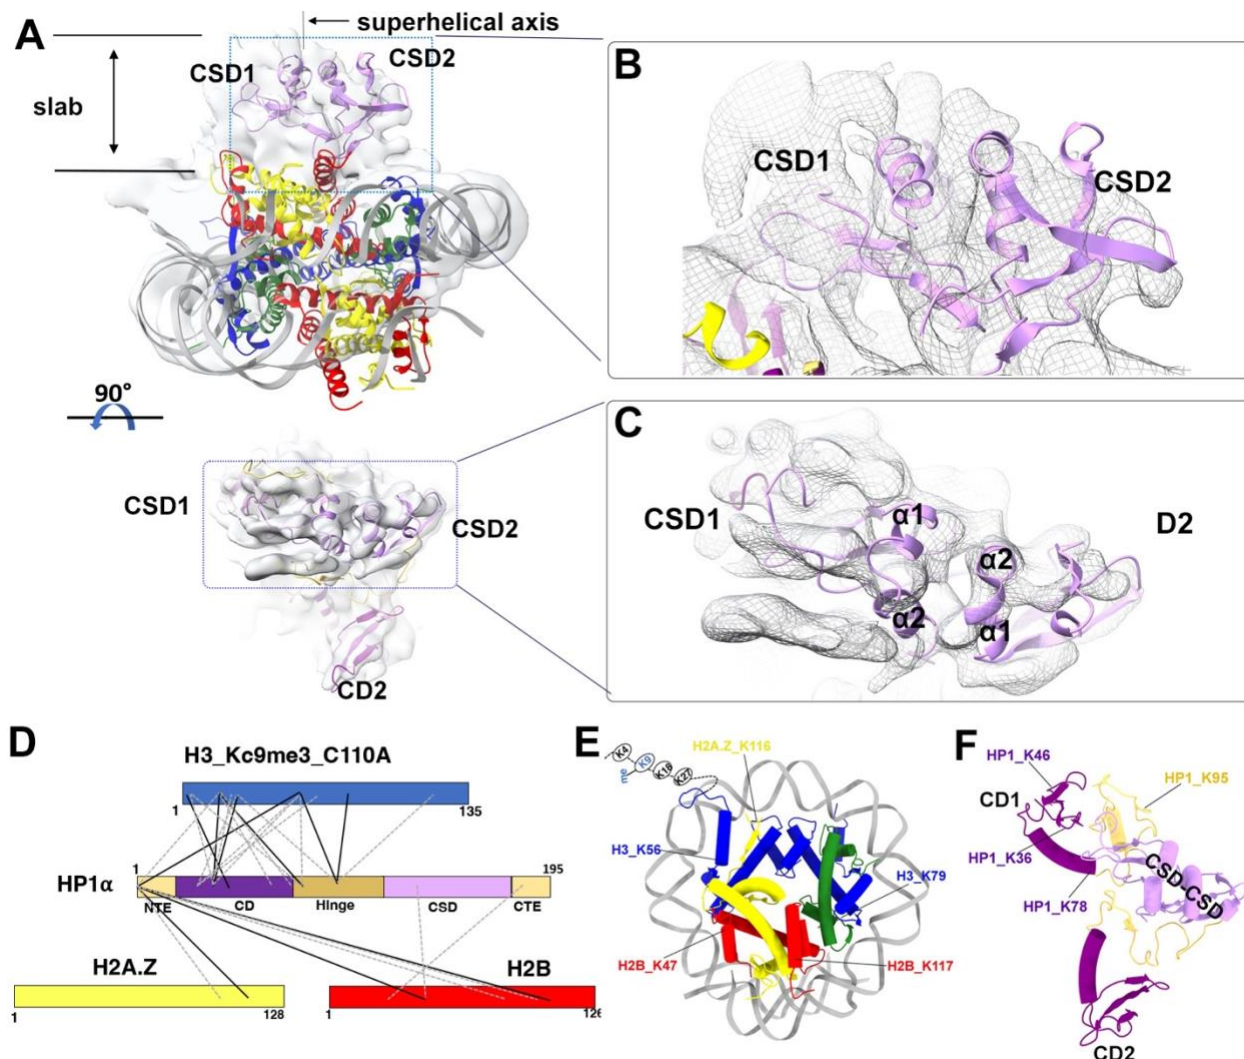 A
superhelical axis
CSD1
CSD2
slab
B
CSD1
CSD2
90°
C
CSD1
CSD2
CD2
CSD1
α1
α2
α2
α1
D2
D
H3_Kc9me3_C110A
1
135
1
195
HP1α
NTE
CD
Hinge
CSD
CTE
H2A.Z
H2B
1
128
1
126
E
H2A.Z_K116
K4
K9
me
K18
K27
H3_K56
H3_K79
H2B_K47
H2B_K117
F
HP1_K46
HP1_K95
CD1
HP1_K36
CSD-CSD
HP1_K78
CD2